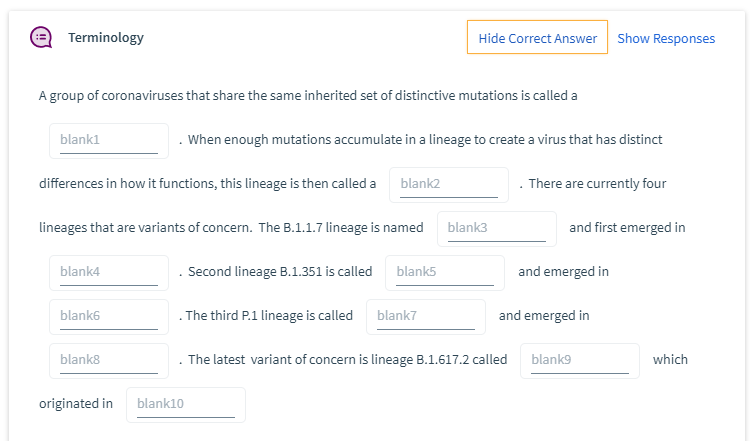 Terminology Hide Correct Answer Show Responses
A group of coronaviruses that share the same inherited set of distinctive mutations is called a
blank1 . When enough mutations accumulate in a lineage to create a virus that has distinct
differences in how it functions, this lineage is then called a blank2 . There are currently four
lineages that are variants of concern. The B.1.1.7 lineage is named blank3 and first emerged in
blank4 . Second lineage B.1.351 is called blank5 and emerged in
blank6 . The third P.1 lineage is called blank7 and emerged in
blank8 . The latest variant of concern is lineage B.1.617.2 called blank9 which
originated in blank10